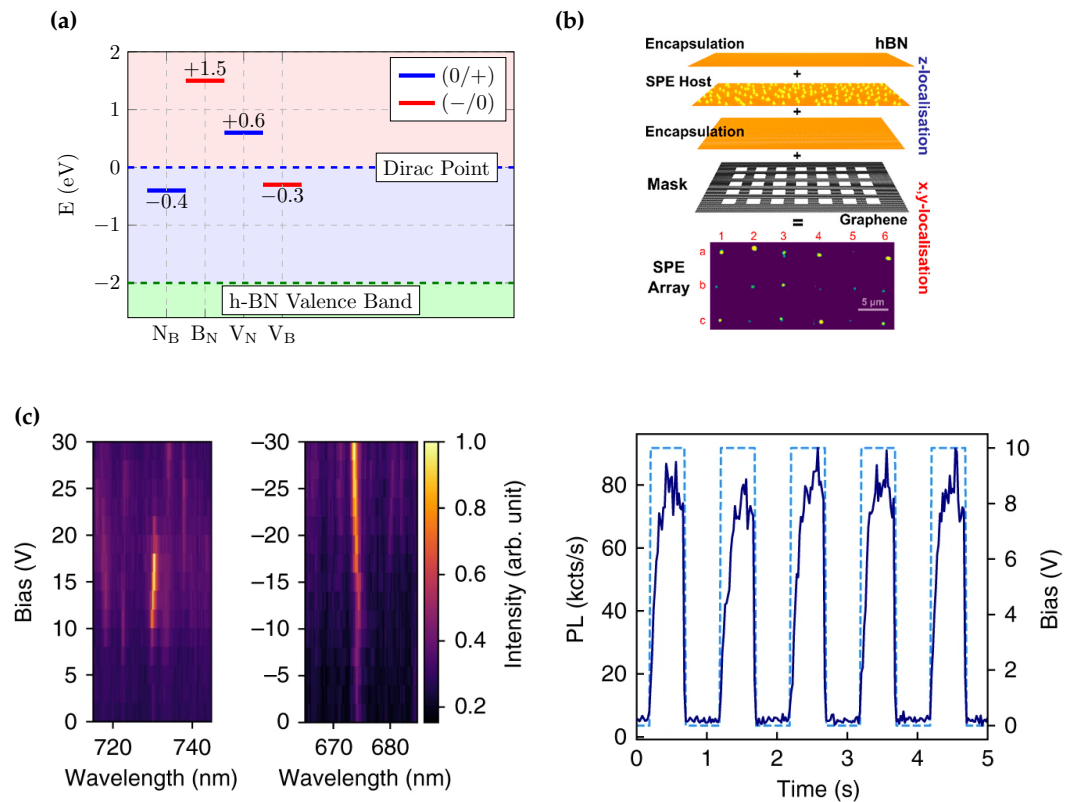 (a)
2
1
0
−1
−2
E (eV)
+1.5
+0.6
−0.4
−0.3
(0/+)
(−/0)
Dirac Point
h-BN Valence Band
N_B B_N V_N V_B
(b)
Encapsulation
hBN
+
SPE Host
+
Encapsulation
+
Mask
Graphene
=
z-localisation
x,y-localisation
1 2 3 4 5 6
a
b
c
SPE
Array
5 µm
(c)
30
25
20
15
10
5
0
Bias (V)
720 740
Wavelength (nm)
−30
−25
−20
−15
−10
−5
−0
670 680
Wavelength (nm)
1.0
0.8
0.6
0.4
0.2
Intensity (arb. unit)
80
60
40
20
0
PL (kcts/s)
0 1 2 3 4 5
Time (s)
10
8
6
4
2
0
Bias (V)